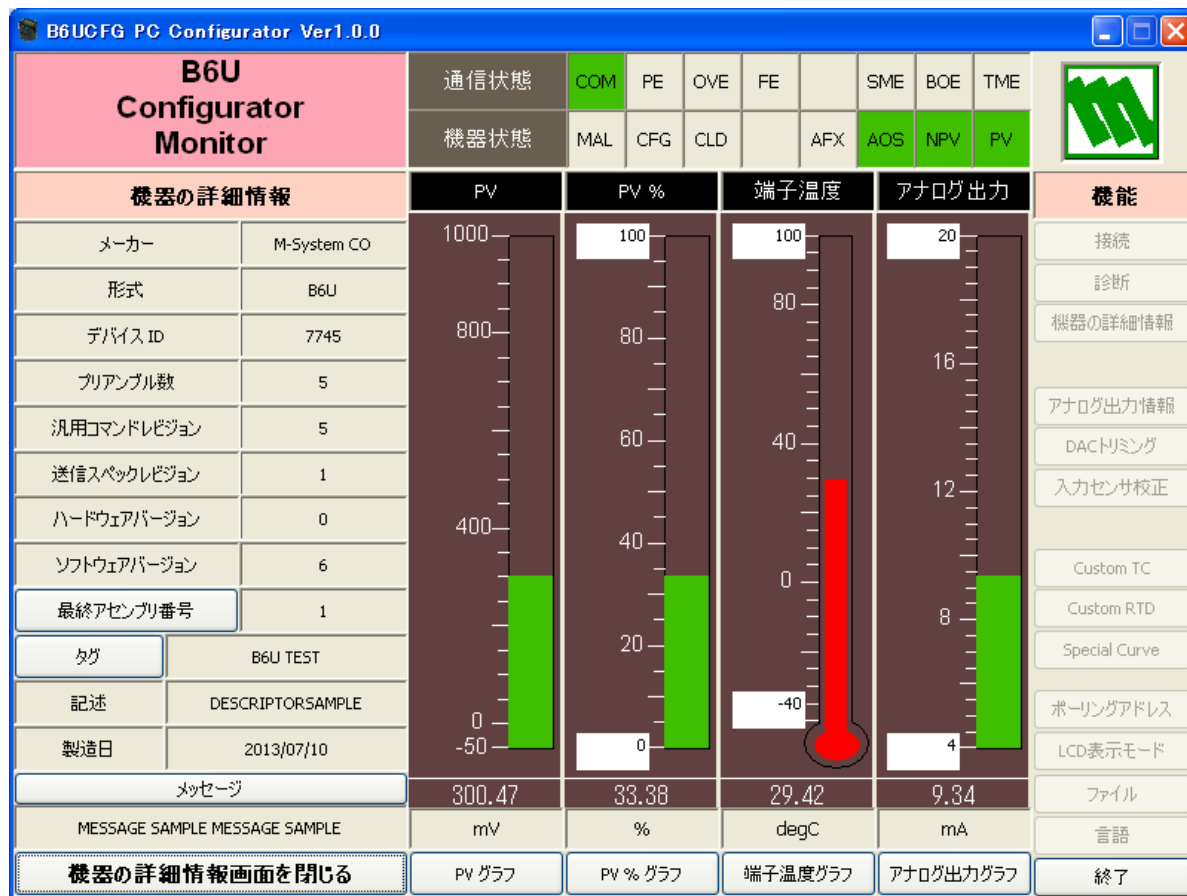 B6UCFG PC Configurator Ver1.0.0
B6U
Configurator
Monitor
通信状態
COM
PE
OVE
FE
SME
BOE
TME
機器状態
MAL
CFG
CLD
AFX
AOS
NPV
PV
機器の詳細情報
メーカー
M-System CO
形式
B6U
デバイス ID
7745
プリアンブル数
5
汎用コマンドレビジョン
5
送信スペックレビジョン
1
ハードウェアバージョン
0
ソフトウェアバージョン
6
最終アセンブリ番号
1
タグ
B6U TEST
記述
DESCRIPTORSAMPLE
製造日
2013/07/10
メッセージ
MESSAGE SAMPLE MESSAGE SAMPLE
機器の詳細情報画面を閉じる
PV
1000
800
400
0
-50
300.47
mV
PV グラフ
PV %
100
80
60
40
20
0
33.38
%
PV % グラフ
端子温度
100
80
40
0
-40
29.42
degC
端子温度グラフ
アナログ出力
20
16
12
8
4
9.34
mA
アナログ出力グラフ
機能
接続
診断
機器の詳細情報
アナログ出力情報
DACトリミング
入力センサ校正
Custom TC
Custom RTD
Special Curve
ポーリングアドレス
LCD表示モード
ファイル
言語
終了